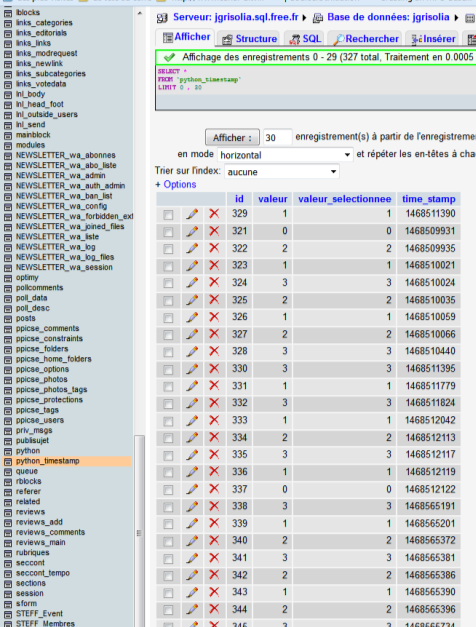 lblocks
links_categories
links_editorials
links_links
links_modrequest
links_newlink
links_subcategories
links_votedata
lnl_body
lnl_head_foot
lnl_outside_users
lnl_send
mainblock
modules
NEWSLETTER_wa_abonnes
NEWSLETTER_wa_abo_liste
NEWSLETTER_wa_admin
NEWSLETTER_wa_auth_admin
NEWSLETTER_wa_ban_list
NEWSLETTER_wa_config
NEWSLETTER_wa_forbidden_ext
NEWSLETTER_wa_joined_files
NEWSLETTER_wa_liste
NEWSLETTER_wa_log
NEWSLETTER_wa_log_files
NEWSLETTER_wa_session
optimy
pollcomments
poll_data
poll_desc
posts
ppicse_comments
ppicse_constraints
ppicse_folders
ppicse_home_folders
ppicse_options
ppicse_photos
ppicse_photos_tags
ppicse_protections
ppicse_tags
ppicse_users
priv_msgs
publisujet
python
python_timestamp
queue
rblocks
referer
related
reviews
reviews_add
reviews_comments
reviews_main
rubriques
seccont
seccont_tempo
sections
session
sform
STEFF_Event
STEFF_Membres
Serveur: jgrisolia.sql.free.fr Base de données: jgrisolia
Afficher Structure SQL Rechercher Insérer
Affichage des enregistrements 0 - 29 (327 total, Traitement en 0.0005
SELECT *
FROM `python_timestamp`
LIMIT 0 , 30
Afficher : 30 enregistrement(s) à partir de l'enregistreme
en mode horizontal et répéter les en-têtes à cha
Trier sur l'index: aucune
+ Options
id valeur valeur_selectionnee time_stamp
329 1 1 1468511390
321 0 0 1468509931
322 2 2 1468509935
323 1 1 1468510021
324 3 3 1468510024
325 2 2 1468510035
326 1 1 1468510059
327 2 2 1468510066
328 3 3 1468510440
330 3 3 1468511395
331 1 1 1468511779
332 3 3 1468511824
333 1 1 1468512042
334 2 2 1468512113
335 3 3 1468512117
336 1 1 1468512119
337 0 0 1468512122
338 3 3 1468565191
339 1 1 1468565201
340 2 2 1468565372
341 3 3 1468565381
342 2 2 1468565386
343 1 1 1468565390
344 2 2 1468565396
345 3 3 1468565734